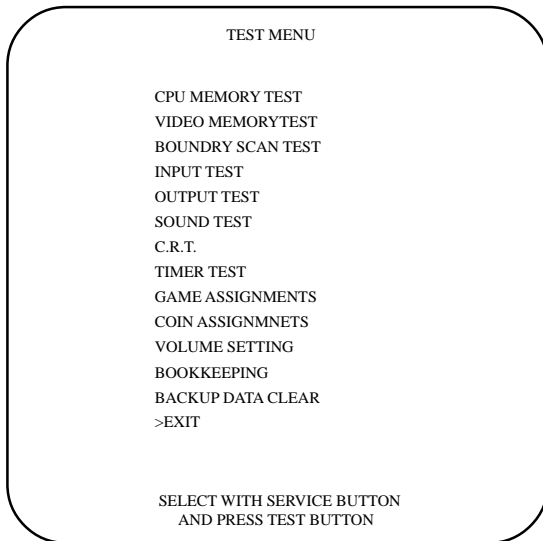 TEST MENU
CPU MEMORY TEST
VIDEO MEMORYTEST
BOUNDRY SCAN TEST
INPUT TEST
OUTPUT TEST
SOUND TEST
C.R.T.
TIMER TEST
GAME ASSIGNMENTS
COIN ASSIGNMNETS
VOLUME SETTING
BOOKKEEPING
BACKUP DATA CLEAR
>EXIT
SELECT WITH SERVICE BUTTON
AND PRESS TEST BUTTON